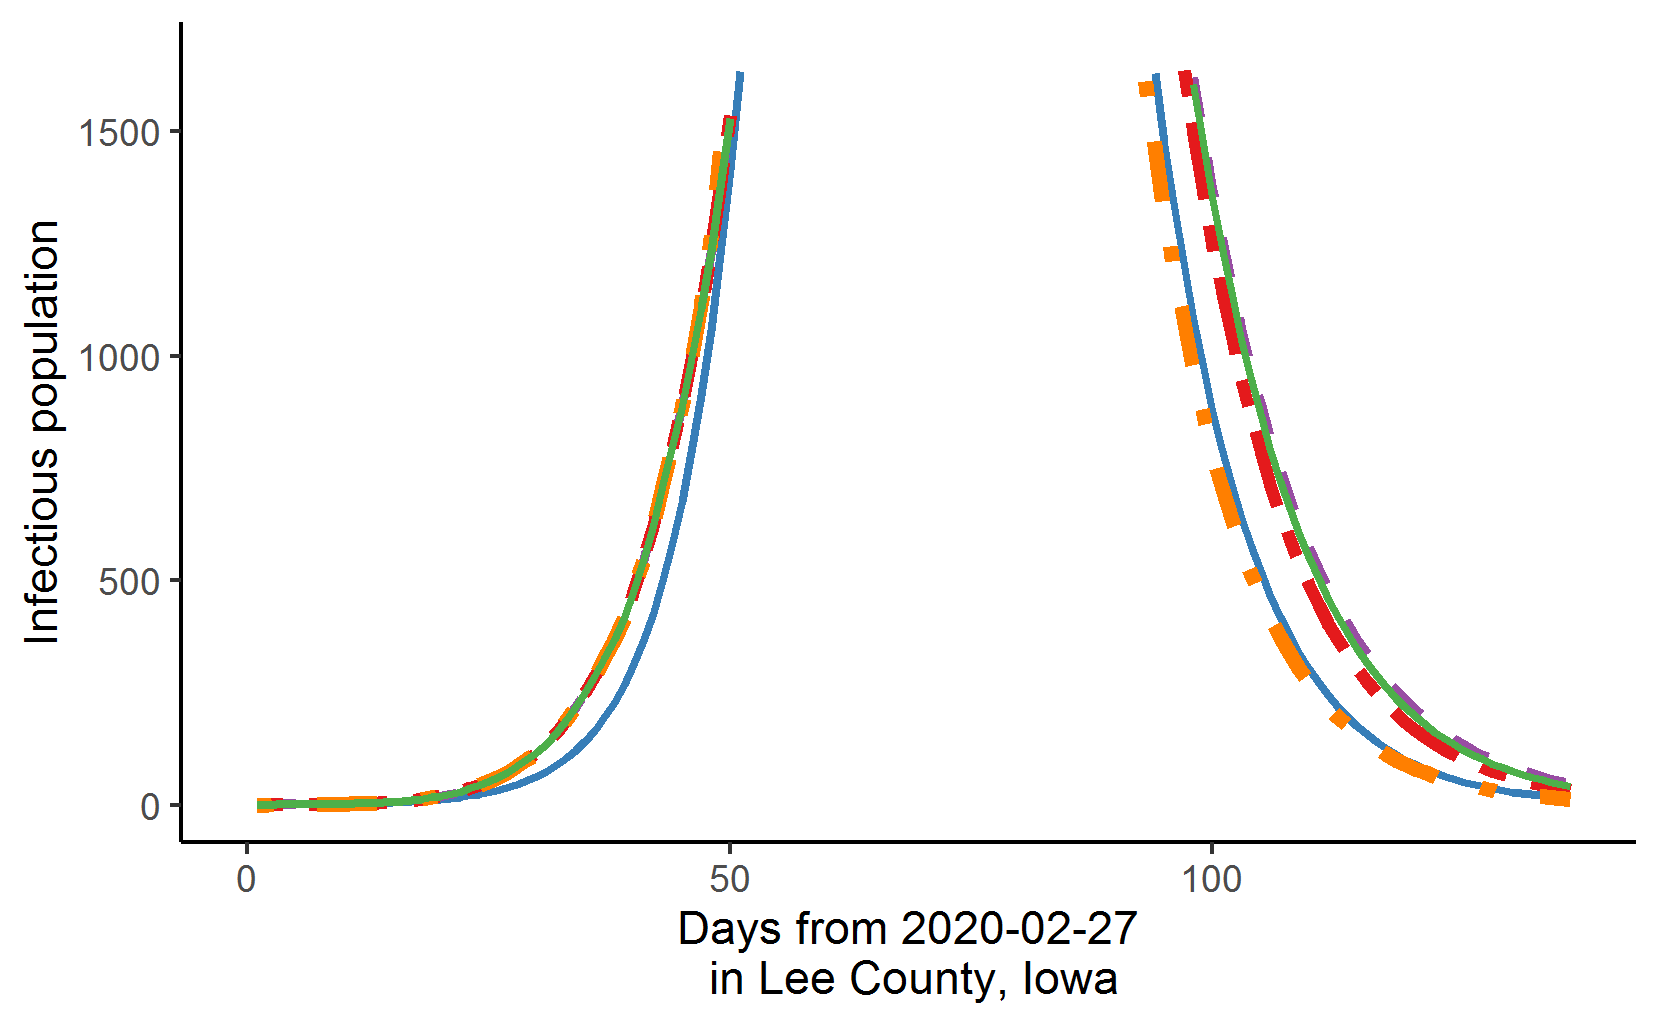 Infectious population
1500
1000
500
0
0 50 100
Days from 2020-02-27
in Lee County, Iowa